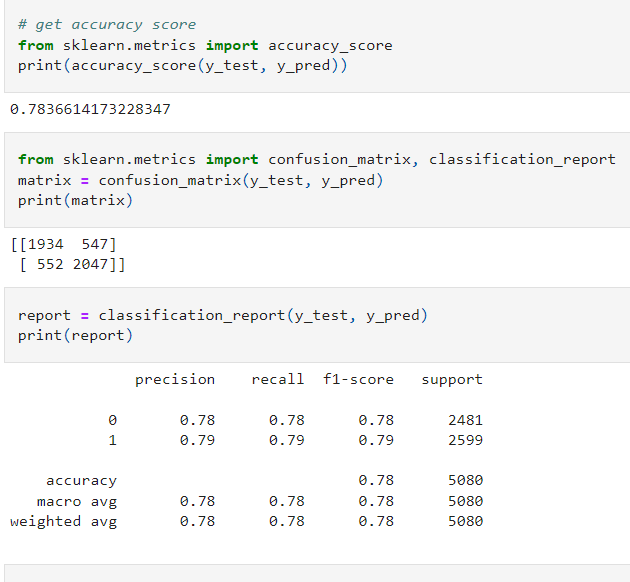 # get accuracy score
from sklearn.metrics import accuracy_score
print(accuracy_score(y_test, y_pred))
0.7836614173228347
from sklearn.metrics import confusion_matrix, classification_report
matrix = confusion_matrix(y_test, y_pred)
print(matrix)
[[1934  547]
 [ 552 2047]]
report = classification_report(y_test, y_pred)
print(report)
              precision    recall  f1-score   support
           0       0.78      0.78      0.78      2481
           1       0.79      0.79      0.79      2599
    accuracy                           0.78      5080
   macro avg       0.78      0.78      0.78      5080
weighted avg       0.78      0.78      0.78      5080